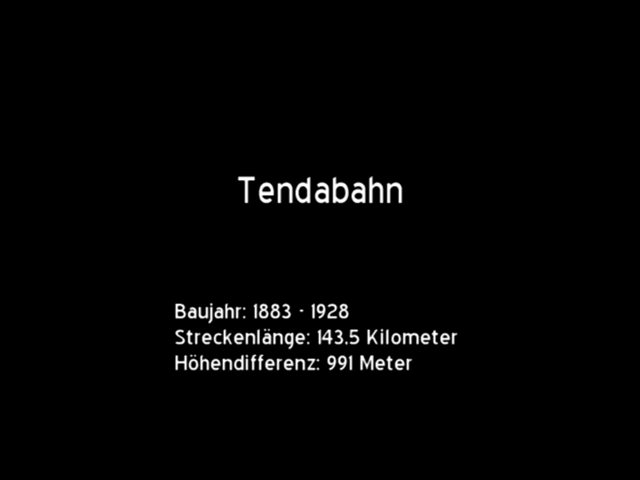 Tendabahn
Baujahr: 1883 - 1928
Streckenlänge: 143.5 Kilometer
Höhendifferenz: 991 Meter